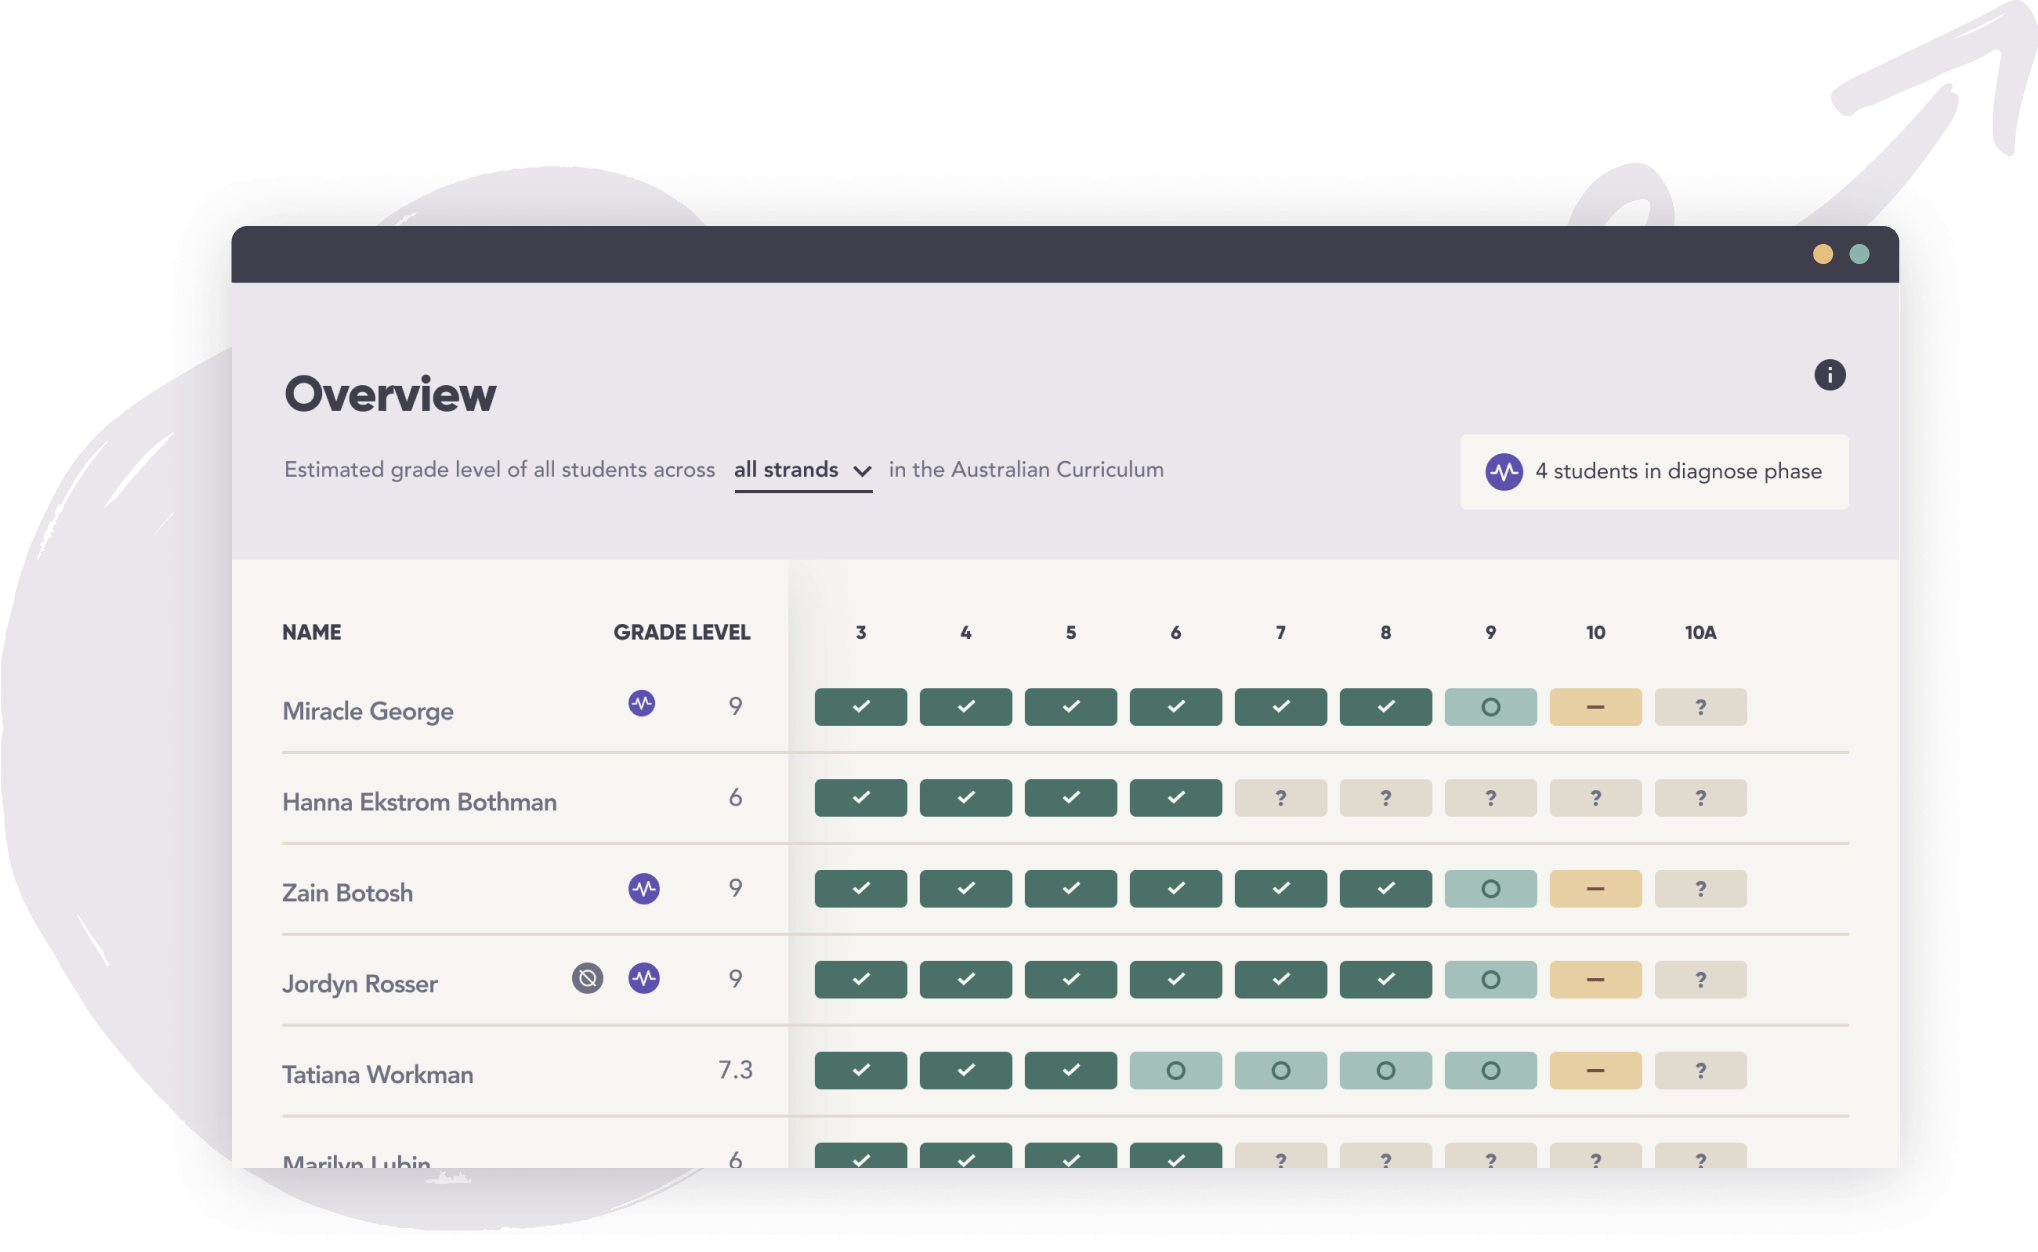 Overview
Estimated grade level of all students across all strands in the Australian Curriculum
4 students in diagnose phase
NAME GRADE LEVEL 3 4 5 6 7 8 9 10 10A
Miracle George 9 ?
Hanna Ekstrom Bothman 6 ? ? ? ? ?
Zain Botosh 9 ?
Jordyn Rosser 9 ?
Tatiana Workman 7.3 ?
Marilyn Lubin 6 ? ? ? ? ?